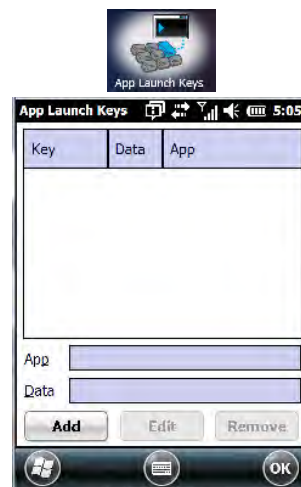 App Launch Keys
App Launch Keys 5:05
Key Data App
App
Data
Add Edit Remove
OK